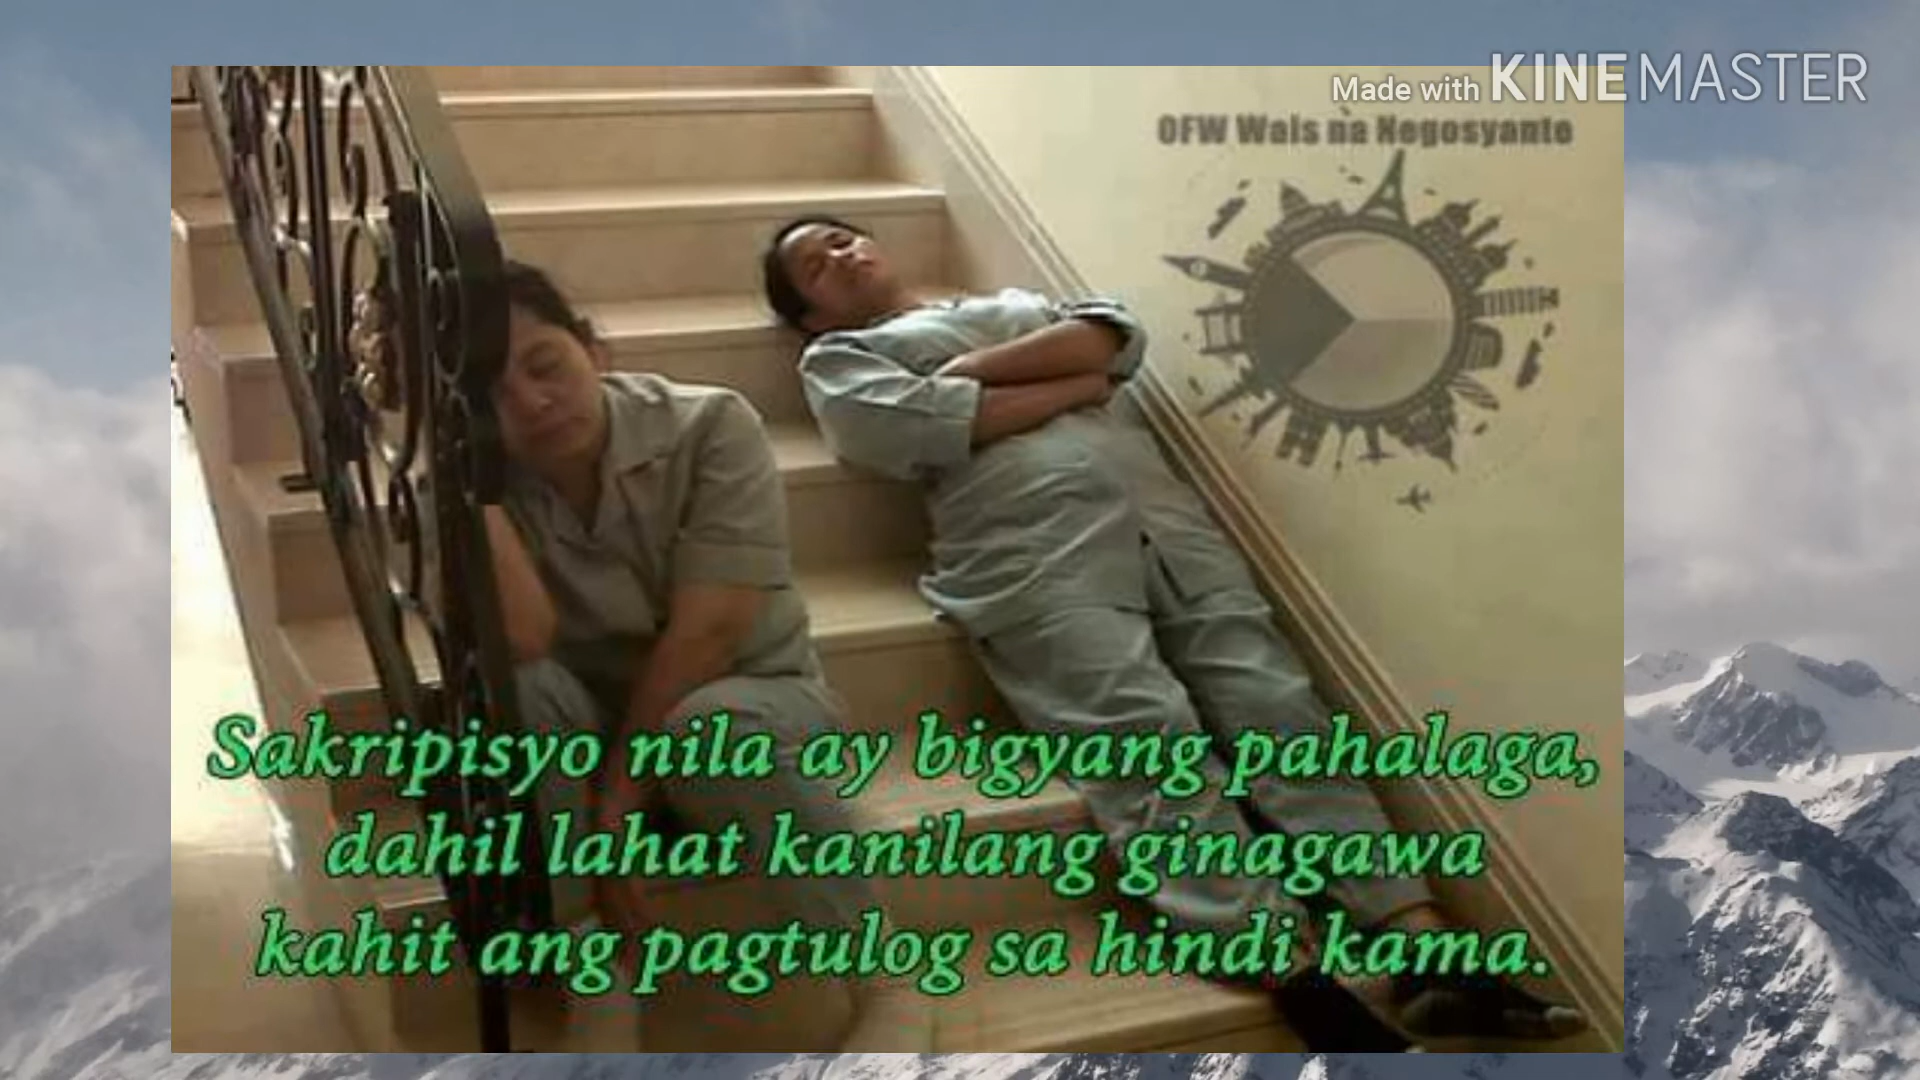 Made with KINEMASTER
OFW Wais na Negosyante
Sakripisyo nila ay bigyang pahalaga,
dahil lahat kanilang ginagawa
kahit ang pagtulog sa hindi kama.